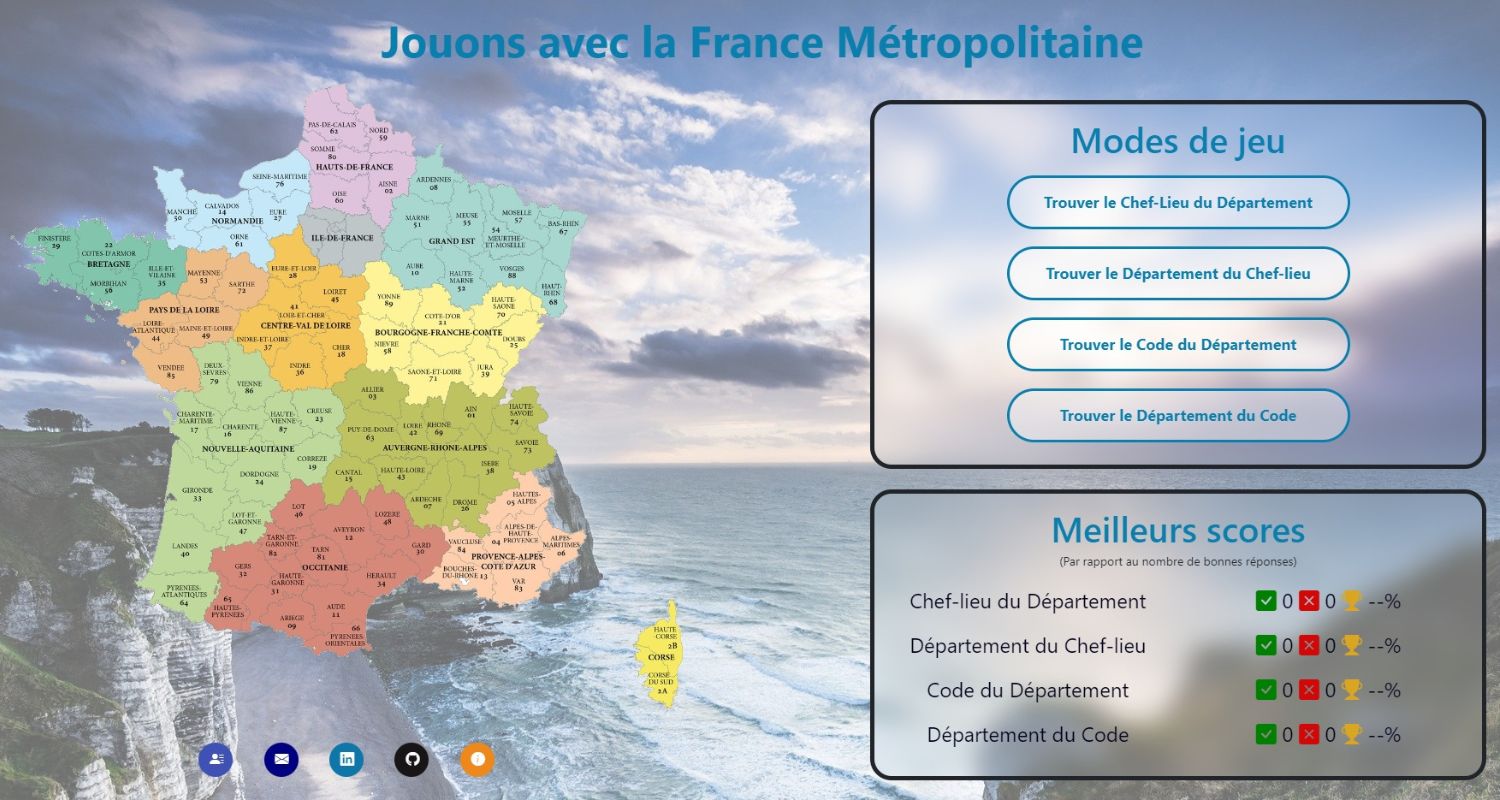 Jouons avec la France Métropolitaine
PAS-DE-CALAIS
62
NORD
59
SOMME
80
HAUTS-DE-FRANCE
AISNE
02
OISE
60
SEINE-MARITIME
76
MANCHE
50
CALVADOS
14
EURE
27
NORMANDIE
ORNE
61
ILE-DE-FRANCE
ARDENNES
08
MARNE
51
MEUSE
55
MOSELLE
57
54
MEURTHE-
ET-MOSELLE
BAS-RHIN
67
GRAND EST
AUBE
10
HAUTE-
MARNE
52
VOSGES
88
HAUT-
RHIN
68
FINISTERE
29
22
COTES-D'ARMOR
BRETAGNE
ILLE-ET-
VILAINE
35
MORBIHAN
56
MAYENNE
53
SARTHE
72
PAYS DE LA LOIRE
LOIRE-
ATLANTIQUE
44
MAINE-ET-LOIRE
49
VENDEE
85
EURE-ET-LOIR
28
LOIRET
45
41
LOIR-ET-CHER
CENTRE-VAL DE LOIRE
INDRE-ET-LOIRE
37
CHER
18
INDRE
36
YONNE
89
COTE-D'OR
21
HAUTE-
SAONE
70
BOURGOGNE-FRANCHE-COMTE
NIEVRE
58
DOUBS
25
SAONE-ET-LOIRE
71
JURA
39
DEUX-
SEVRES
79
VIENNE
86
CHARENTE-
MARITIME
17
CHARENTE
16
HAUTE-
VIENNE
87
CREUSE
23
NOUVELLE-AQUITAINE
CORREZE
19
DORDOGNE
24
GIRONDE
33
LOT-ET-
GARONNE
47
LANDES
40
PYRENEES-
ATLANTIQUES
64
ALLIER
03
PUY-DE-DOME
63
LOIRE
42
RHONE
69
AIN
01
HAUTE-
SAVOIE
74
SAVOIE
73
AUVERGNE-RHONE-ALPES
CANTAL
15
HAUTE-LOIRE
43
ISERE
38
ARDECHE
07
DROME
26
LOT
46
LOZERE
48
AVEYRON
12
TARN-ET-
GARONNE
82
TARN
81
GARD
30
GERS
32
OCCITANIE
HAUTE-
GARONNE
31
HERAULT
34
65
HAUTES-
PYRENEES
ARIEGE
09
AUDE
11
66
PYRENEES-
ORIENTALES
HAUTES-
05 ALPES
ALPES-DE-
HAUTE-
04 PROVENCE
VAUCLUSE
84
ALPES-
MARITIMES
06
PROVENCE-ALPES-
COTE D'AZUR
BOUCHES-
DU-RHONE 13
VAR
83
HAUTE
-CORSE
2B
CORSE
CORSE
DU SUD
2A
Modes de jeu
Trouver le Chef-Lieu du Département
Trouver le Département du Chef-lieu
Trouver le Code du Département
Trouver le Département du Code
Meilleurs scores
(Par rapport au nombre de bonnes réponses)
Chef-lieu du Département 0 0 --%
Département du Chef-lieu 0 0 --%
Code du Département 0 0 --%
Département du Code 0 0 --%
in